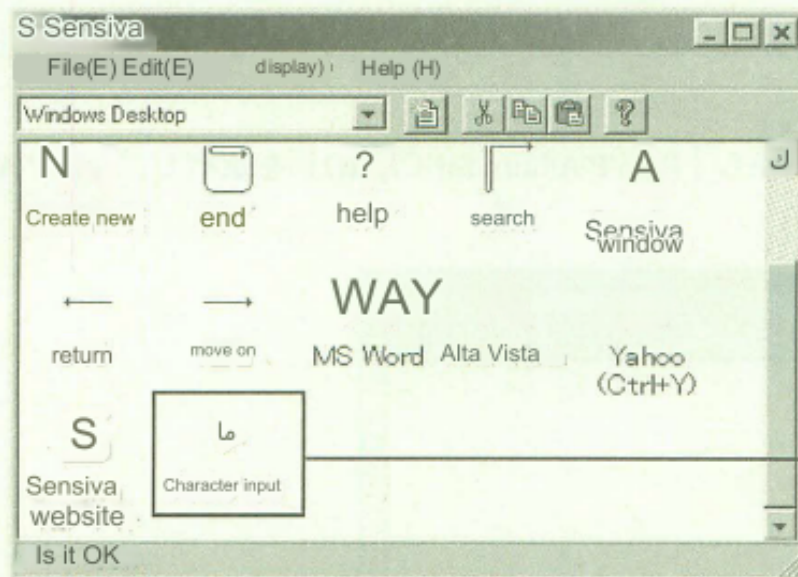 S Sensiva
File(E) Edit(E) display) Help (H)
Windows Desktop
N ? A
Create new end help search Sensiva window
WAY
return move on MS Word Alta Vista Yahoo (Ctrl+Y)
S ما
Sensiva website Character input
Is it OK